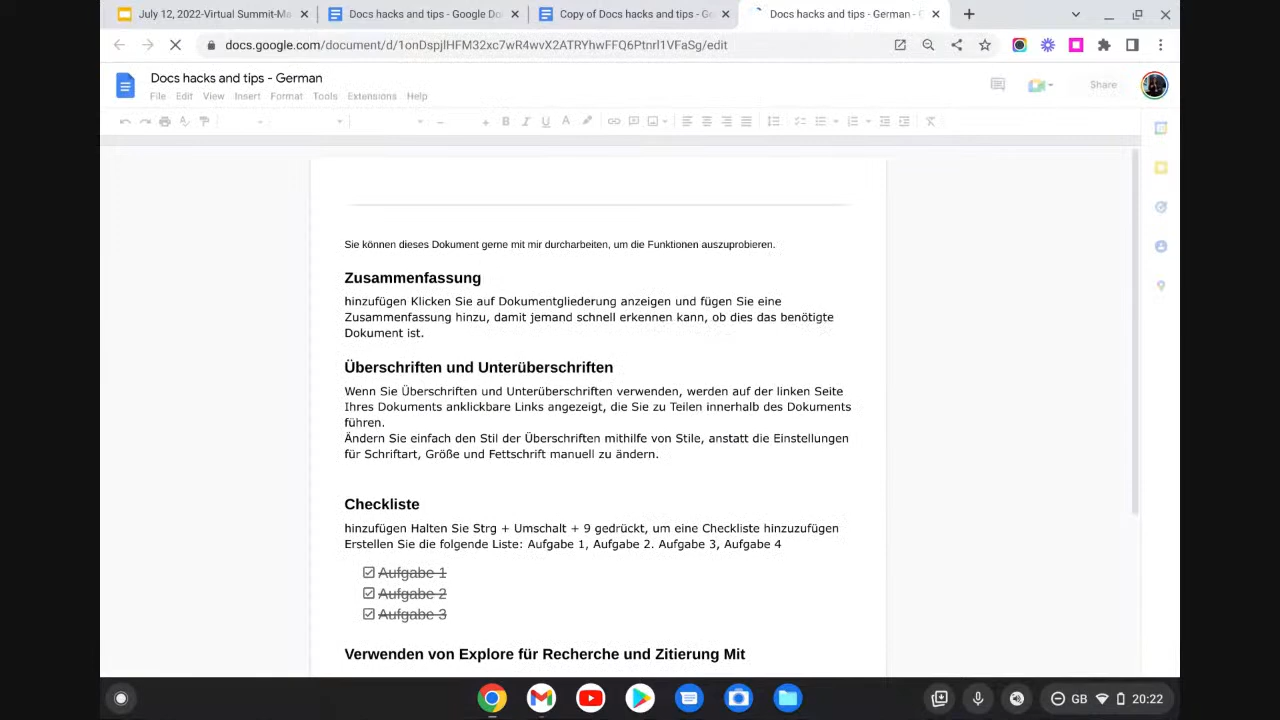 July 12, 2022-Virtual Summit-Ma
Docs hacks and tips - Google Do
Copy of Docs hacks and tips - Go
Docs hacks and tips - German -
docs.google.com/document/d/1onDspjlHFM32xc7wR4wvX2ATRYhwFFQ6Ptnrl1VFaSg/edit
Docs hacks and tips - German
File Edit View Insert Format Tools Extensions Help
Share
Sie können dieses Dokument gerne mit mir durcharbeiten, um die Funktionen auszuprobieren.
Zusammenfassung
hinzufügen Klicken Sie auf Dokumentgliederung anzeigen und fügen Sie eine
Zusammenfassung hinzu, damit jemand schnell erkennen kann, ob dies das benötigte
Dokument ist.
Überschriften und Unterüberschriften
Wenn Sie Überschriften und Unterüberschriften verwenden, werden auf der linken Seite
Ihres Dokuments anklickbare Links angezeigt, die Sie zu Teilen innerhalb des Dokuments
führen.
Ändern Sie einfach den Stil der Überschriften mithilfe von Stile, anstatt die Einstellungen
für Schriftart, Größe und Fettschrift manuell zu ändern.
Checkliste
hinzufügen Halten Sie Strg + Umschalt + 9 gedrückt, um eine Checkliste hinzuzufügen
Erstellen Sie die folgende Liste: Aufgabe 1, Aufgabe 2. Aufgabe 3, Aufgabe 4
Aufgabe 1
Aufgabe 2
Aufgabe 3
Verwenden von Explore für Recherche und Zitierung Mit
GB 20:22